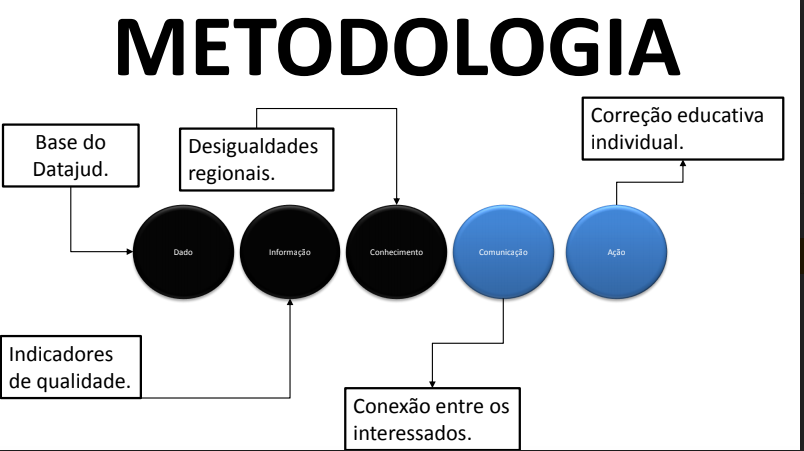 METODOLOGIA
Base do
Datajud.
Desigualdades
regionais.
Correção educativa
individual.
Dado
Informação
Conhecimento
Comunicação
Ação
Indicadores
de qualidade.
Conexão entre os
interessados.